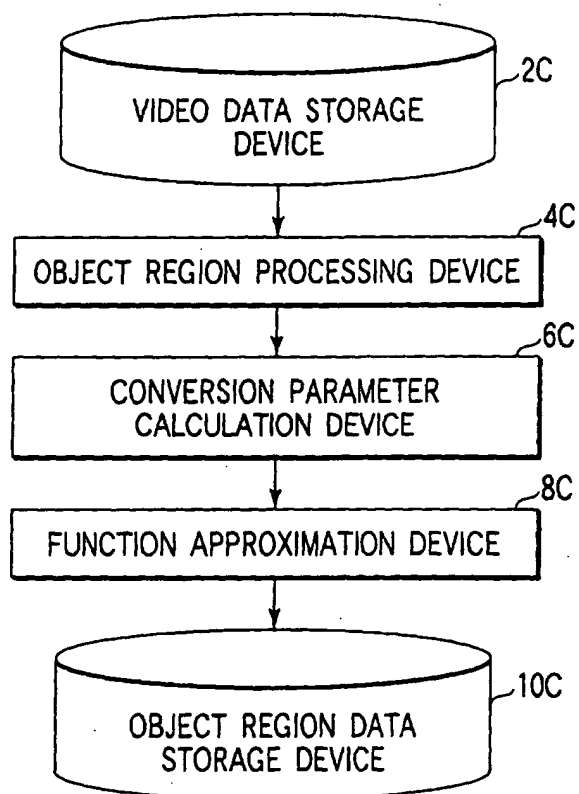 VIDEO DATA STORAGE
DEVICE
2C
4C
OBJECT REGION PROCESSING DEVICE
6C
CONVERSION PARAMETER
CALCULATION DEVICE
8C
FUNCTION APPROXIMATION DEVICE
10C
OBJECT REGION DATA
STORAGE DEVICE